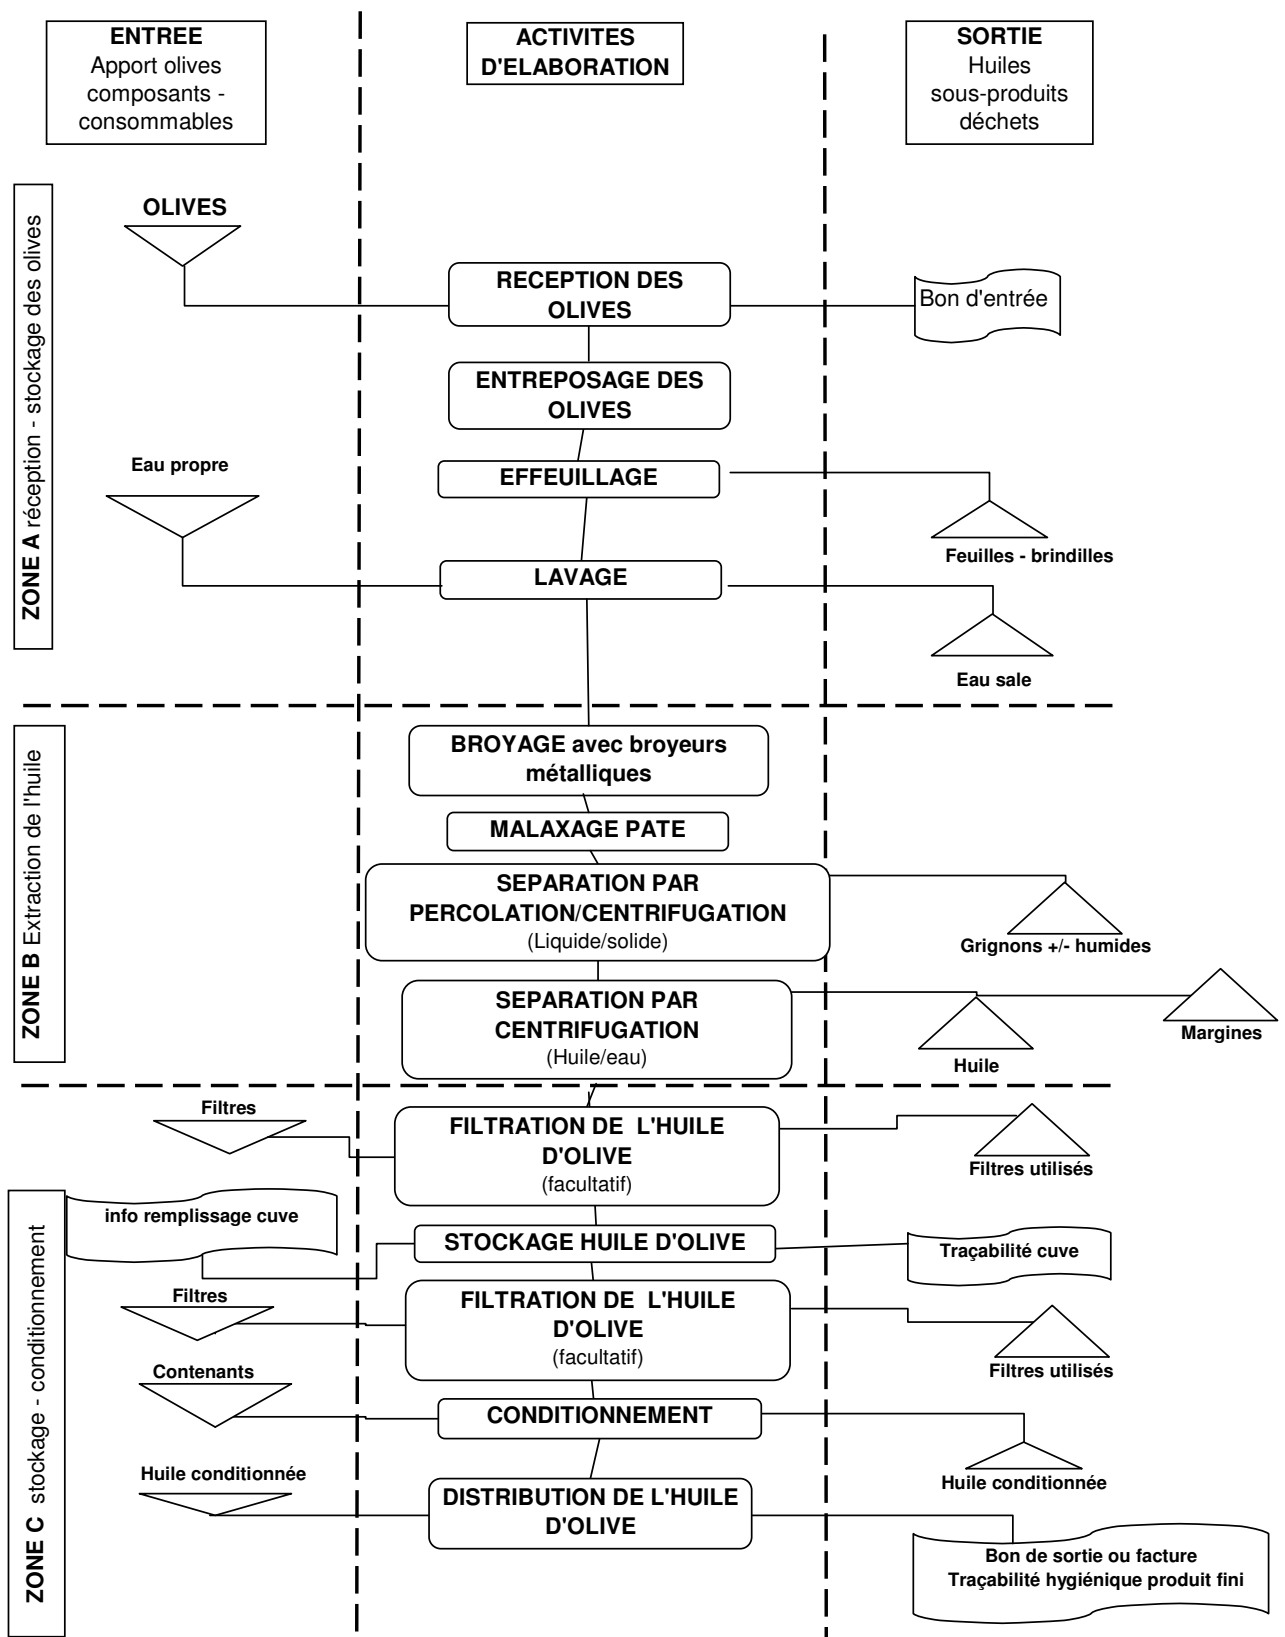 ENTREE
Apport olives
composants -
consommables
ACTIVITES
D'ELABORATION
SORTIE
Huiles
sous-produits
déchets
ZONE A réception - stockage des olives
OLIVES
RECEPTION DES
OLIVES
Bon d'entrée
ENTREPOSAGE DES
OLIVES
Eau propre
EFFEUILLAGE
Feuilles - brindilles
LAVAGE
Eau sale
ZONE B Extraction de l'huile
BROYAGE avec broyeurs
métalliques
MALAXAGE PATE
SEPARATION PAR
PERCOLATION/CENTRIFUGATION
(Liquide/solide)
Grignons +/- humides
SEPARATION PAR
CENTRIFUGATION
(Huile/eau)
Huile
Margines
ZONE C stockage - conditionnement
Filtres
FILTRATION DE L'HUILE
D'OLIVE
(facultatif)
Filtres utilisés
info remplissage cuve
STOCKAGE HUILE D'OLIVE
Traçabilité cuve
Filtres
FILTRATION DE L'HUILE
D'OLIVE
(facultatif)
Filtres utilisés
Contenants
CONDITIONNEMENT
Huile conditionnée
Huile conditionnée
DISTRIBUTION DE L'HUILE
D'OLIVE
Bon de sortie ou facture
Traçabilité hygiénique produit fini